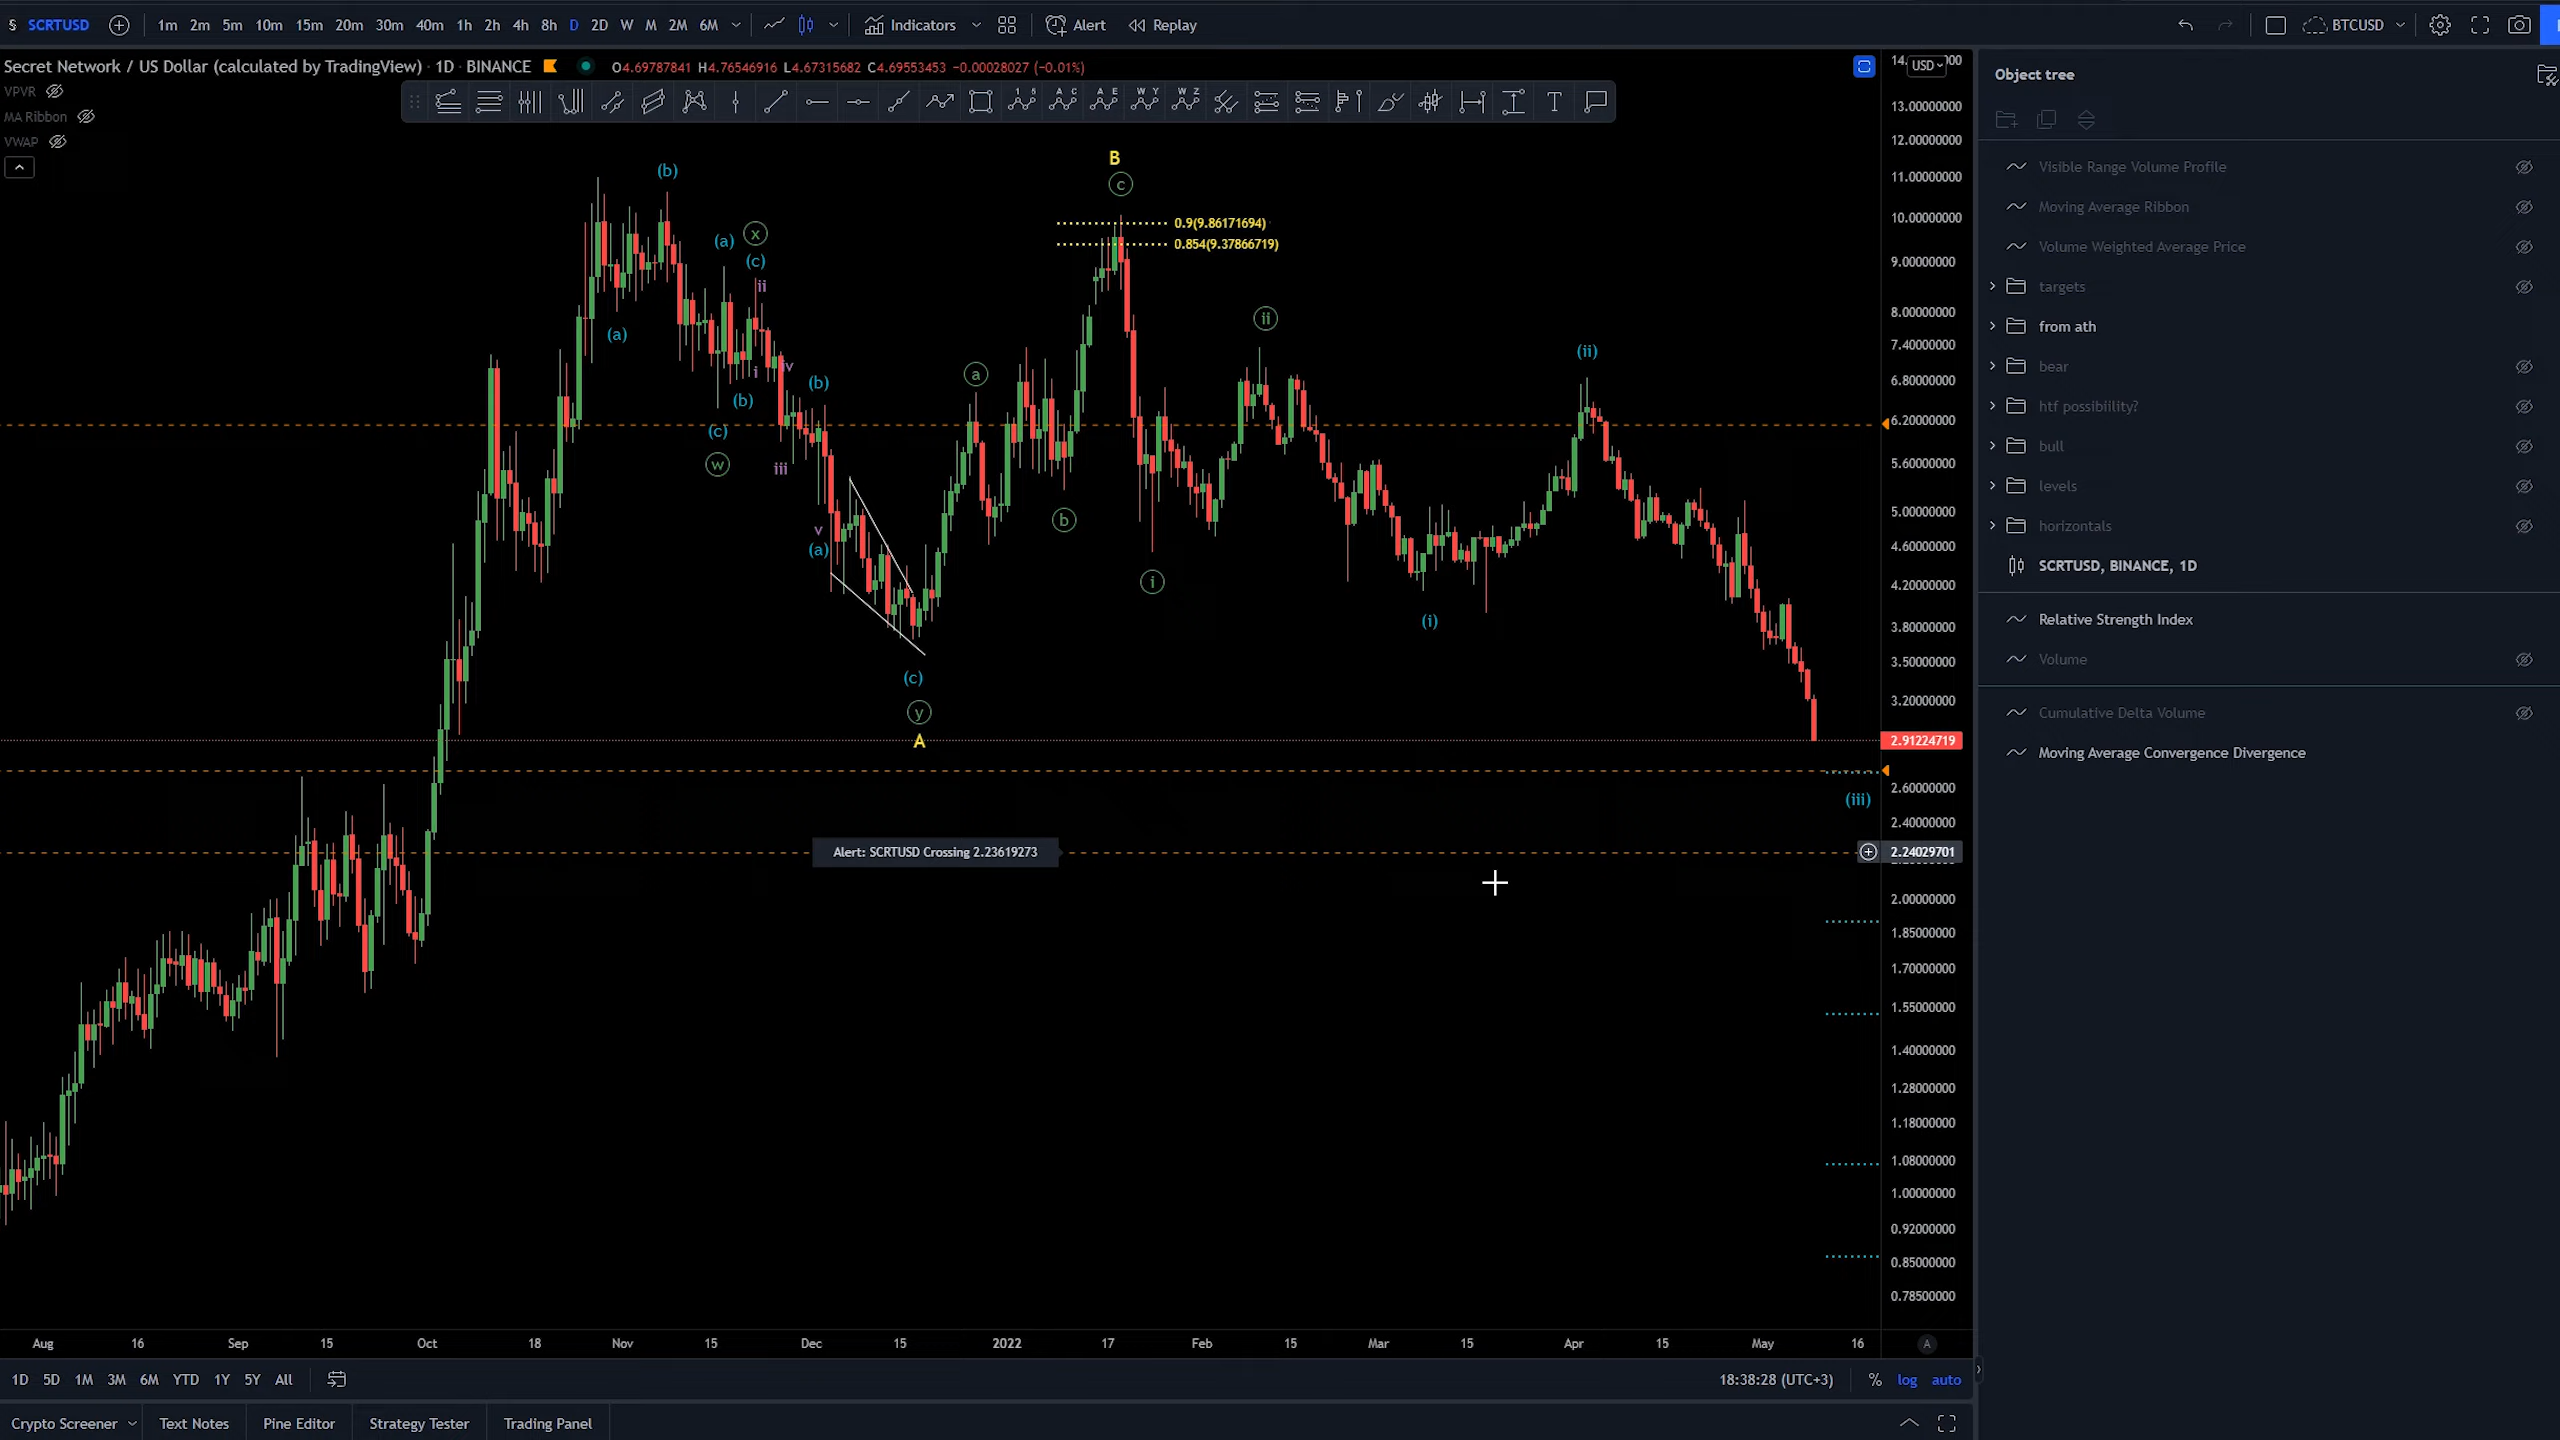 SCRTUSD 1m 2m 5m 10m 15m 20m 30m 40m 1h 2h 4h 8h D 2D W M 2M 6M Indicators Alert Replay BTCUSD
Secret Network / US Dollar (calculated by TradingView) · 1D · BINANCE O4.69787841 H4.76546916 L4.67315682 C4.69553453 −0.00028027 (−0.01%)
VPVR
MA Ribbon
VWAP
USD
13.00000000
12.00000000
11.00000000
10.00000000
9.00000000
8.00000000
7.40000000
6.80000000
6.20000000
5.60000000
5.00000000
4.60000000
4.20000000
3.80000000
3.50000000
3.20000000
2.91224719
2.60000000
2.40000000
2.24029701
2.00000000
1.85000000
1.70000000
1.55000000
1.40000000
1.28000000
1.18000000
1.08000000
1.00000000
0.92000000
0.85000000
0.78500000
B
c
(b)
0.9(9.86171694)
0.854(9.37866719)
(a) x
(c)
ii
(a)
ii
(ii)
i iv
(b)
(b)
a
(c)
w
iii
v
(a)
b
i
(i)
(c)
y
A
(iii)
Alert: SCRTUSD Crossing 2.23619273
Aug 16 Sep 15 Oct 18 Nov 15 Dec 15 2022 17 Feb 15 Mar 15 Apr 15 May 16 A
1D 5D 1M 3M 6M YTD 1Y 5Y All 18:38:28 (UTC+3) % log auto
Crypto Screener Text Notes Pine Editor Strategy Tester Trading Panel
Object tree
Visible Range Volume Profile
Moving Average Ribbon
Volume Weighted Average Price
targets
from ath
bear
htf possibiility?
bull
levels
horizontals
SCRTUSD, BINANCE, 1D
Relative Strength Index
Volume
Cumulative Delta Volume
Moving Average Convergence Divergence